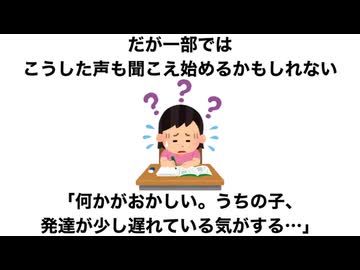 だが一部では
こうした声も聞こえ始めるかもしれない
「何かがおかしい。うちの子、
発達が少し遅れている気がする…」